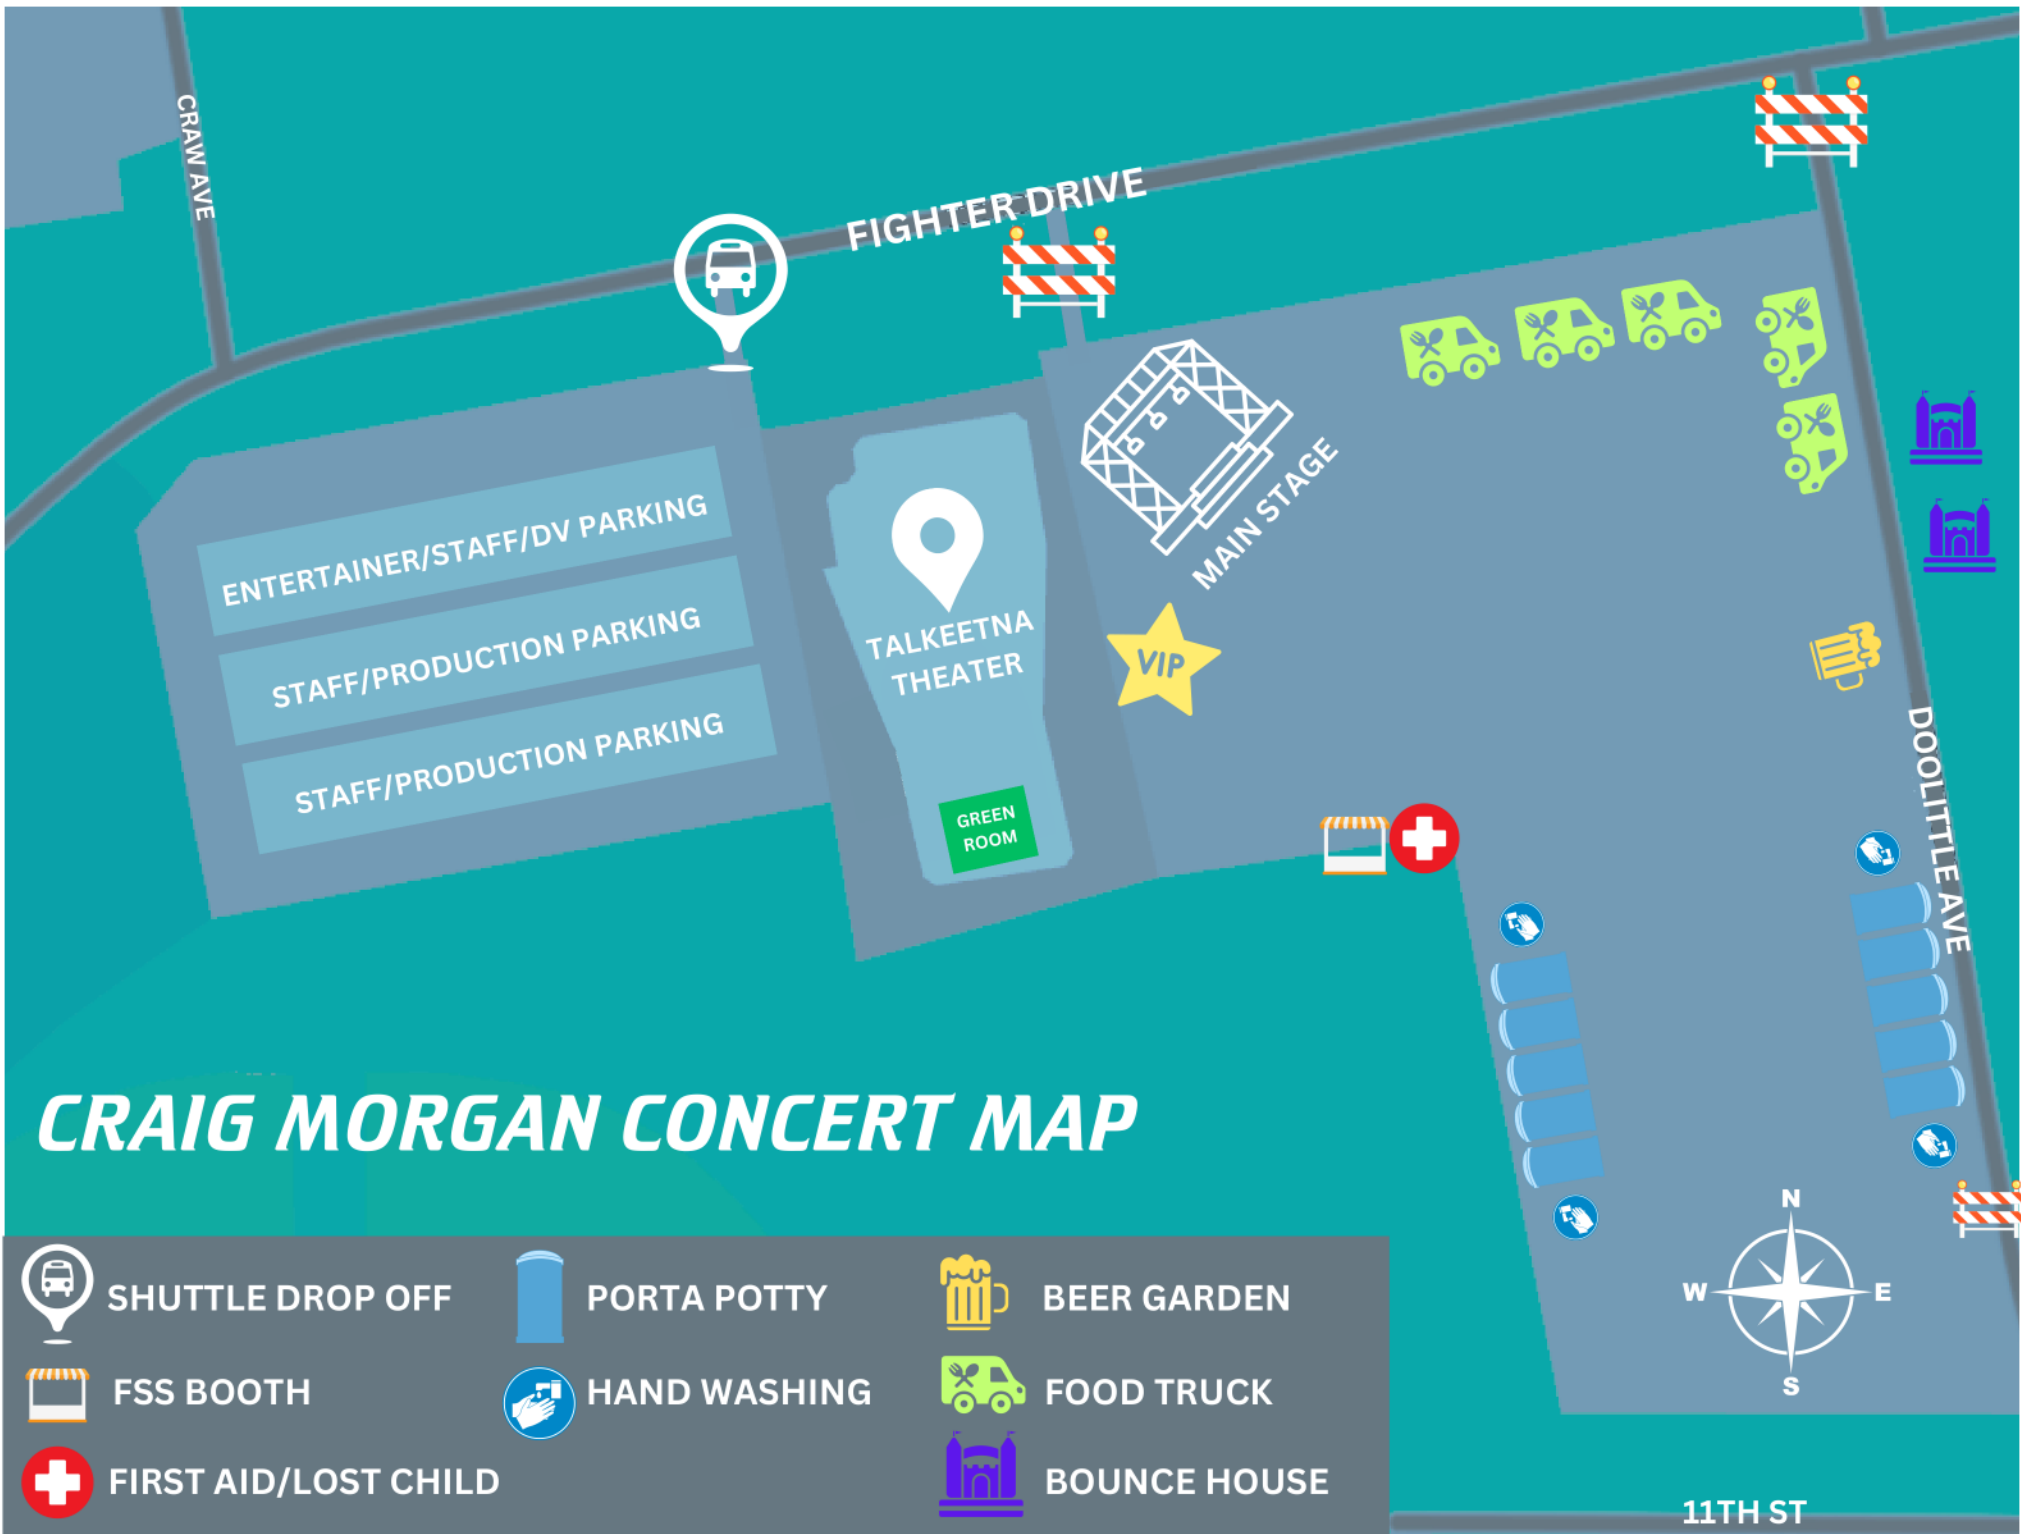 CRAW AVE
FIGHTER DRIVE
MAIN STAGE
ENTERTAINER/STAFF/DV PARKING
STAFF/PRODUCTION PARKING
STAFF/PRODUCTION PARKING
TALKEETNA
THEATER
VIP
GREEN
ROOM
DOOLITTLE AVE
CRAIG MORGAN CONCERT MAP
N
W
E
S
SHUTTLE DROP OFF
PORTA POTTY
BEER GARDEN
FSS BOOTH
HAND WASHING
FOOD TRUCK
FIRST AID/LOST CHILD
BOUNCE HOUSE
11TH ST